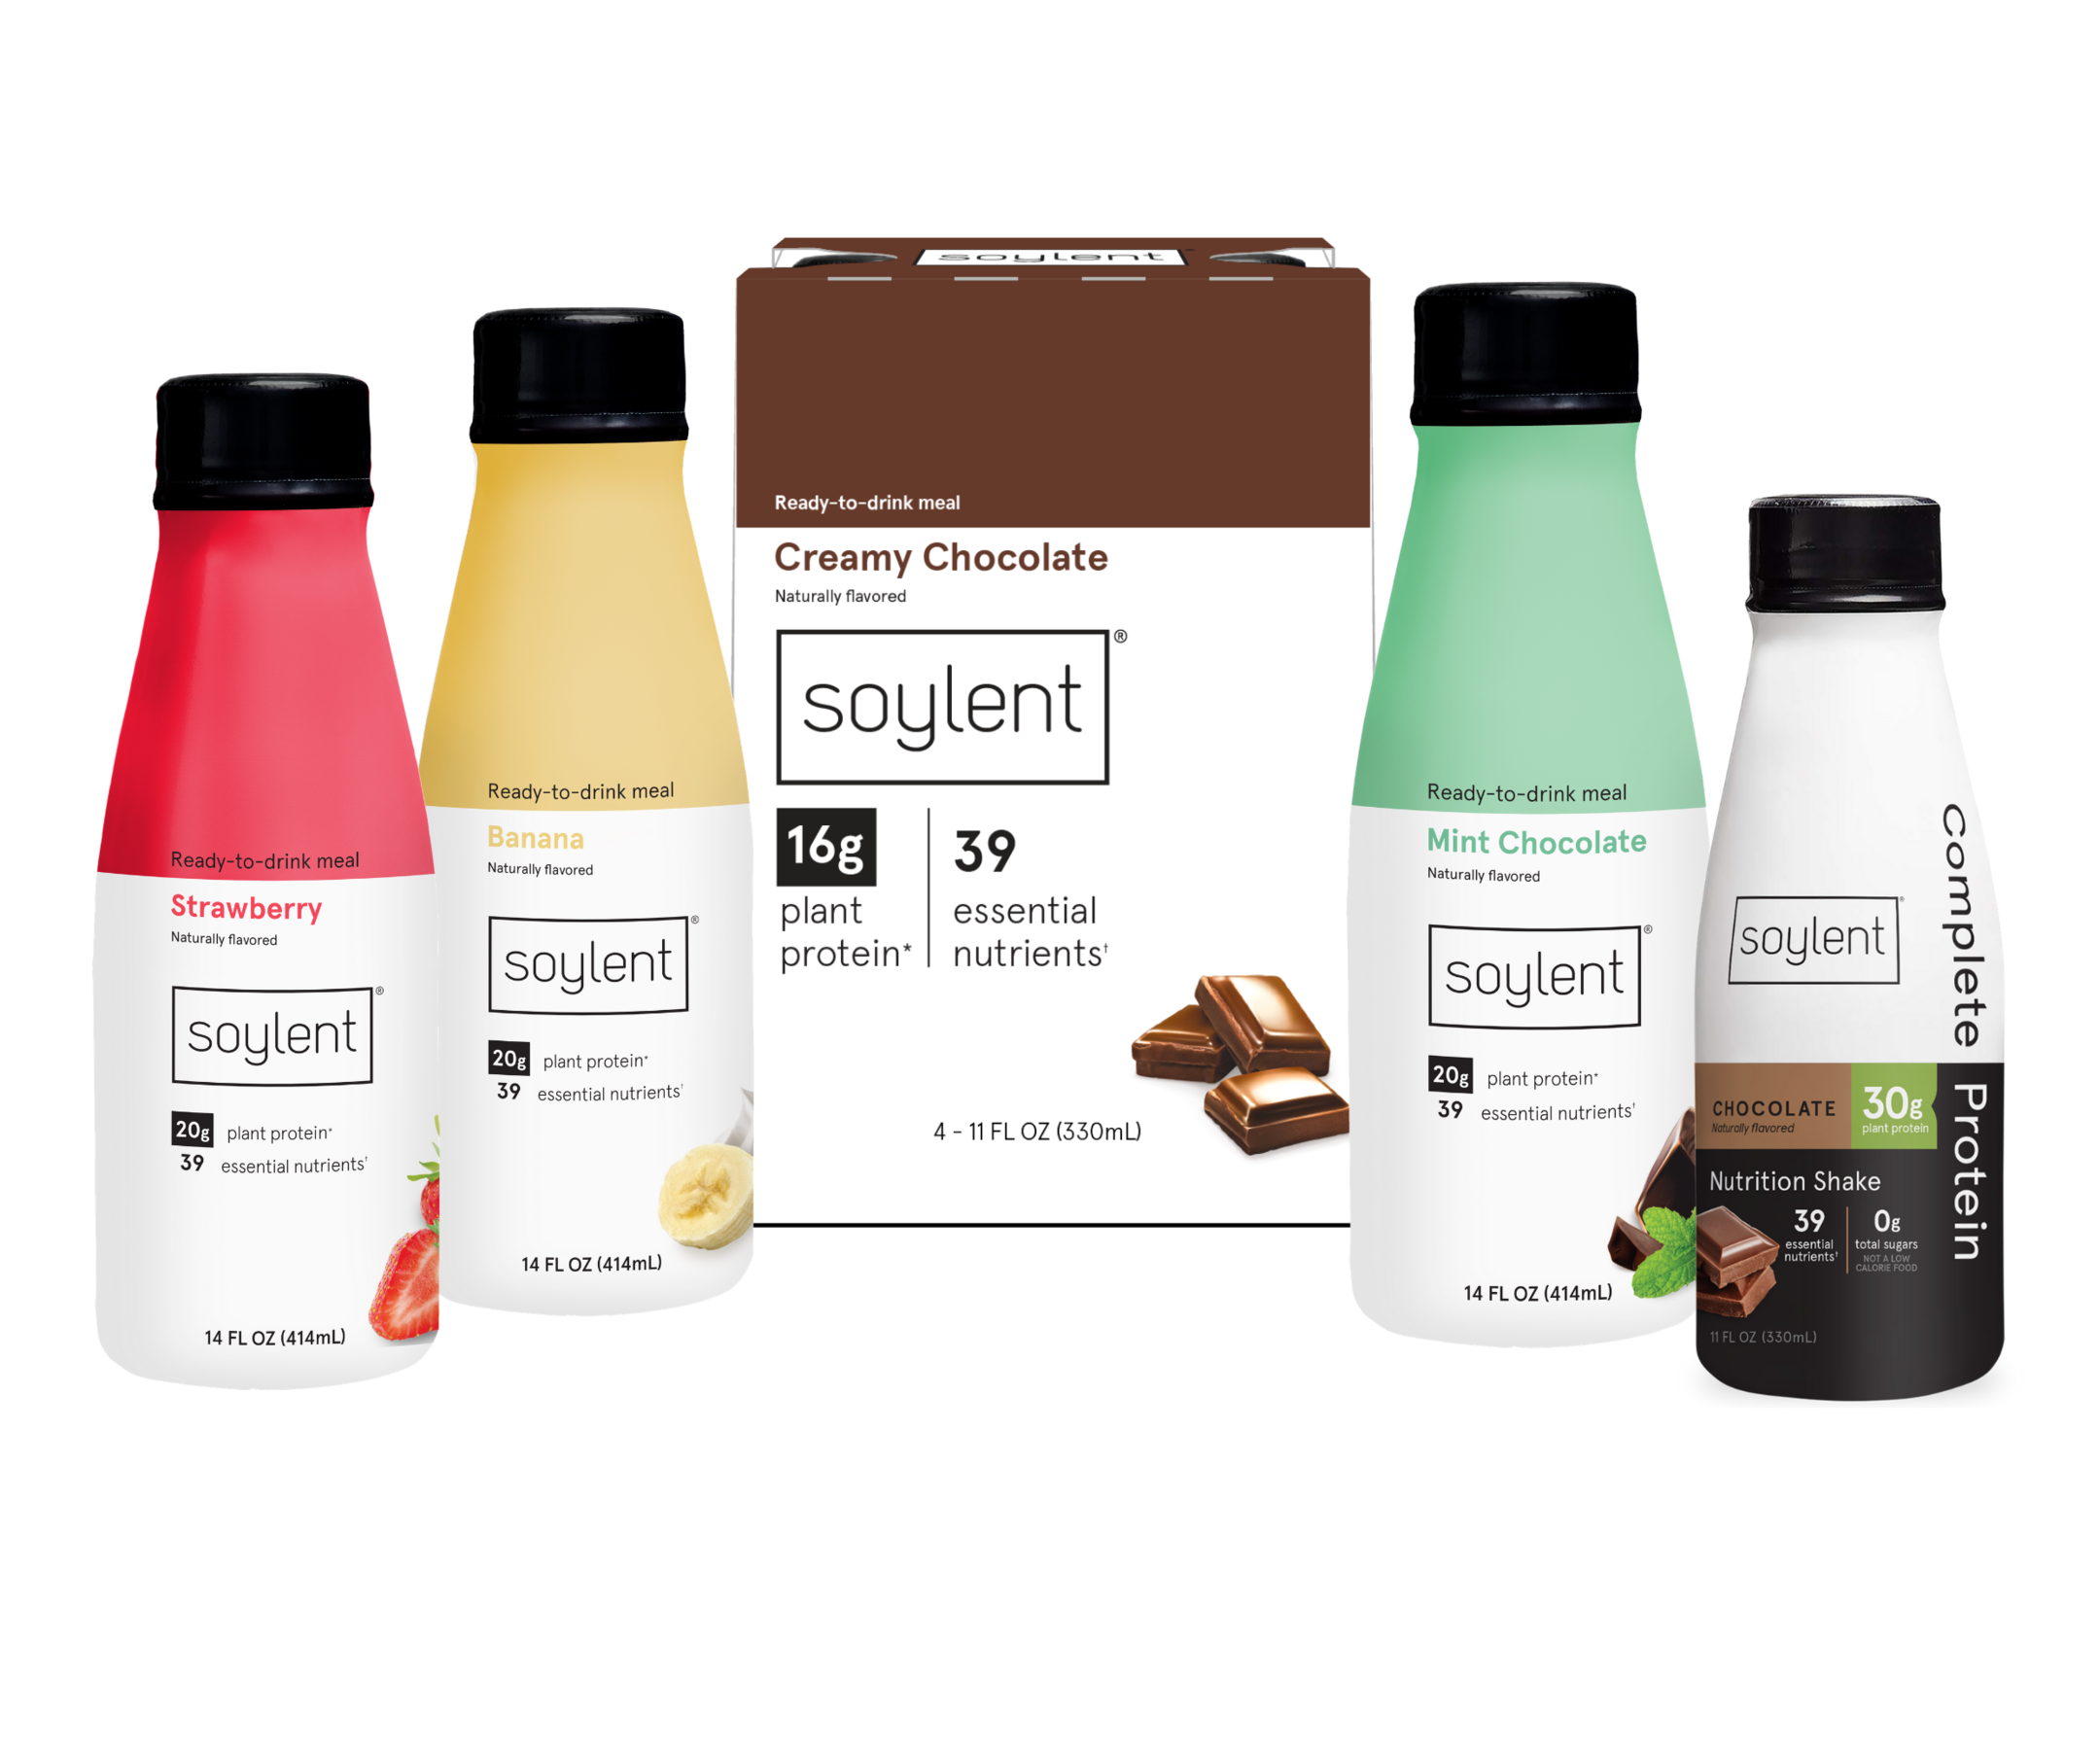 Ready-to-drink meal
Strawberry
Naturally flavored
soylent®
20g plant protein*
39 essential nutrients†
14 FL OZ (414mL)
Ready-to-drink meal
Banana
Naturally flavored
soylent®
20g plant protein*
39 essential nutrients†
14 FL OZ (414mL)
soylent
Ready-to-drink meal
Creamy Chocolate
Naturally flavored
soylent®
16g
plant
protein*
39
essential
nutrients†
4 - 11 FL OZ (330mL)
Ready-to-drink meal
Mint Chocolate
Naturally flavored
soylent®
20g plant protein*
39 essential nutrients†
14 FL OZ (414mL)
soylent®
complete Protein
CHOCOLATE
Naturally flavored
30g
plant protein
Nutrition Shake
39
essential
nutrients†
0g
total sugars
NOT A LOW
CALORIE FOOD
11 FL OZ (330mL)